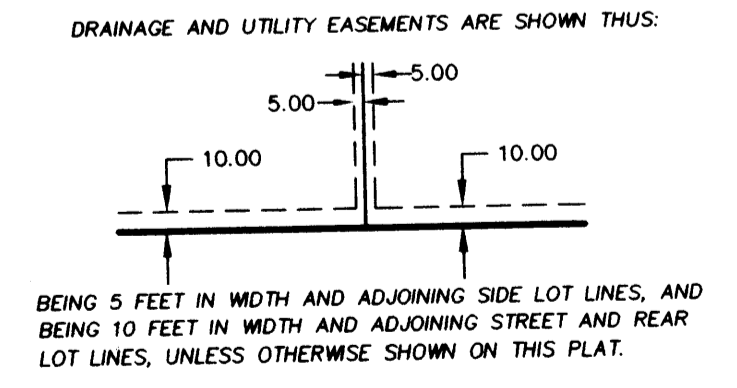 DRAINAGE AND UTILITY EASEMENTS ARE SHOWN THUS:
5.00
5.00
10.00
10.00
BEING 5 FEET IN WIDTH AND ADJOINING SIDE LOT LINES, AND
BEING 10 FEET IN WIDTH AND ADJOINING STREET AND REAR
LOT LINES, UNLESS OTHERWISE SHOWN ON THIS PLAT.